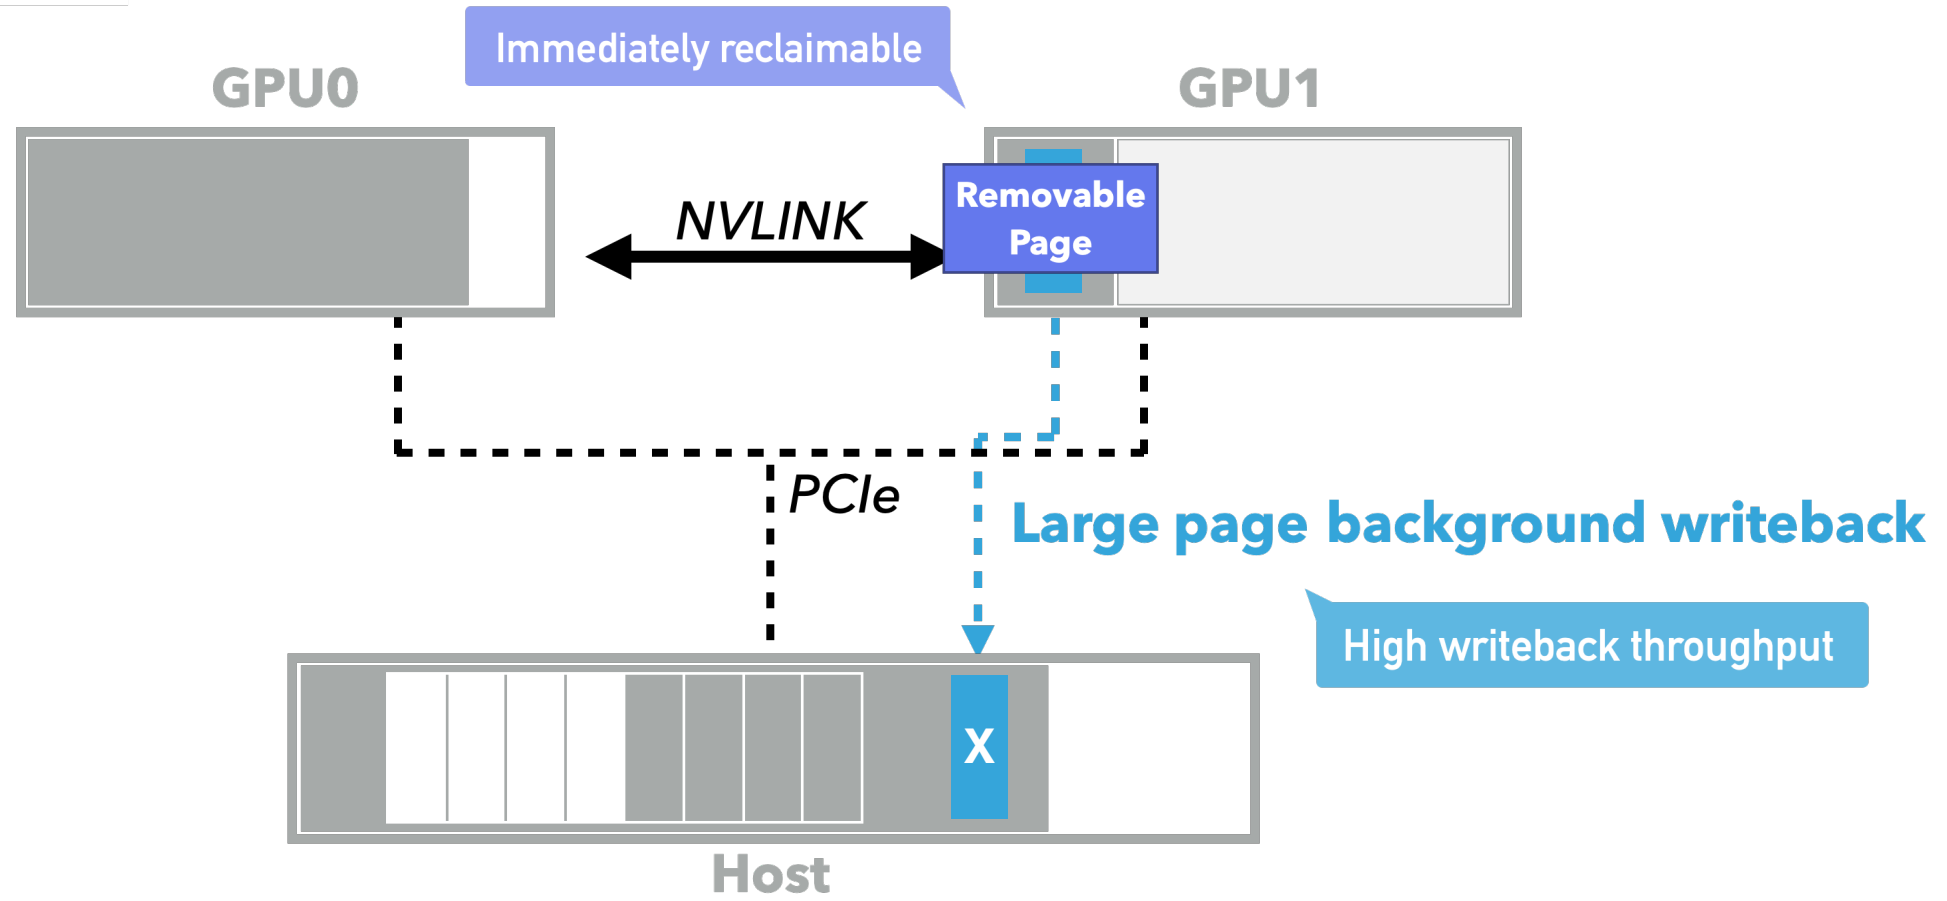 Immediately reclaimable
GPU0
GPU1
Removable
Page
NVLINK
PCIe
Large page background writeback
High writeback throughput
X
Host